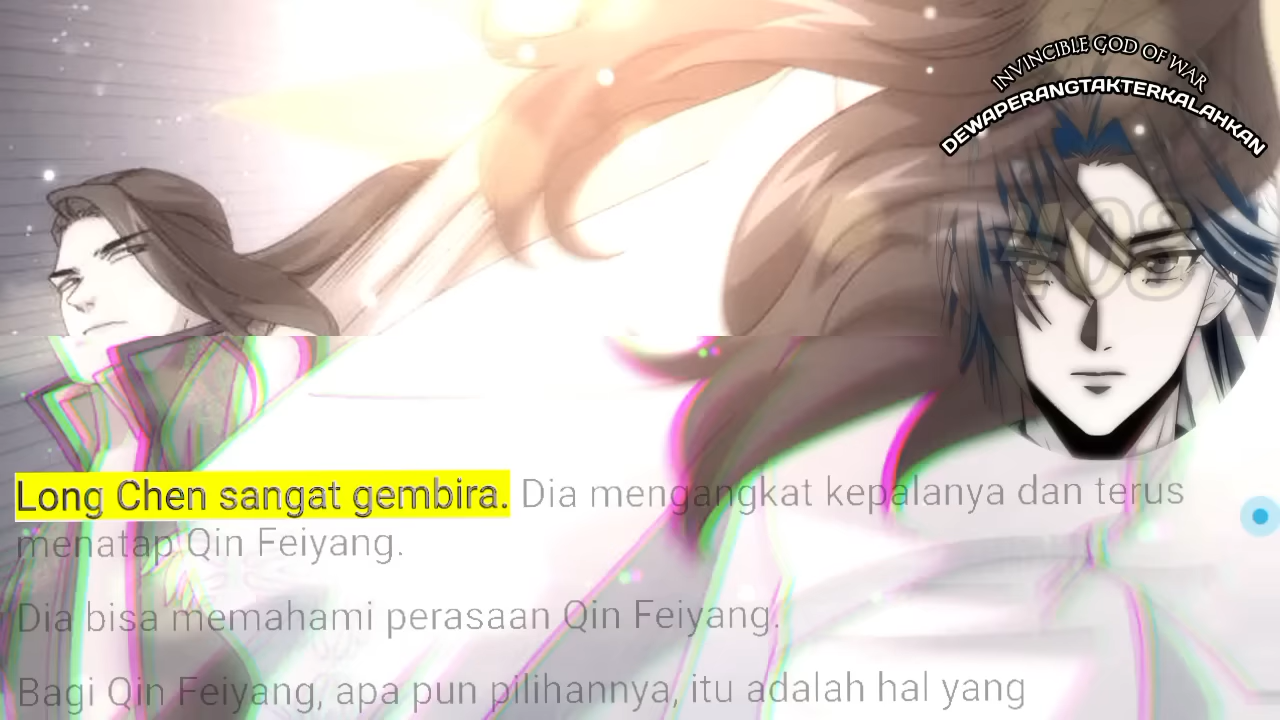 INVINCIBLE GOD OF WAR
DEWAPERANGTAKTERKALAHKAN
Long Chen sangat gembira. Dia mengangkat kepalanya dan terus
menatap Qin Feiyang.
Dia bisa memahami perasaan Qin Feiyang.
Bagi Qin Feiyang, apa pun pilihannya, itu adalah hal yang